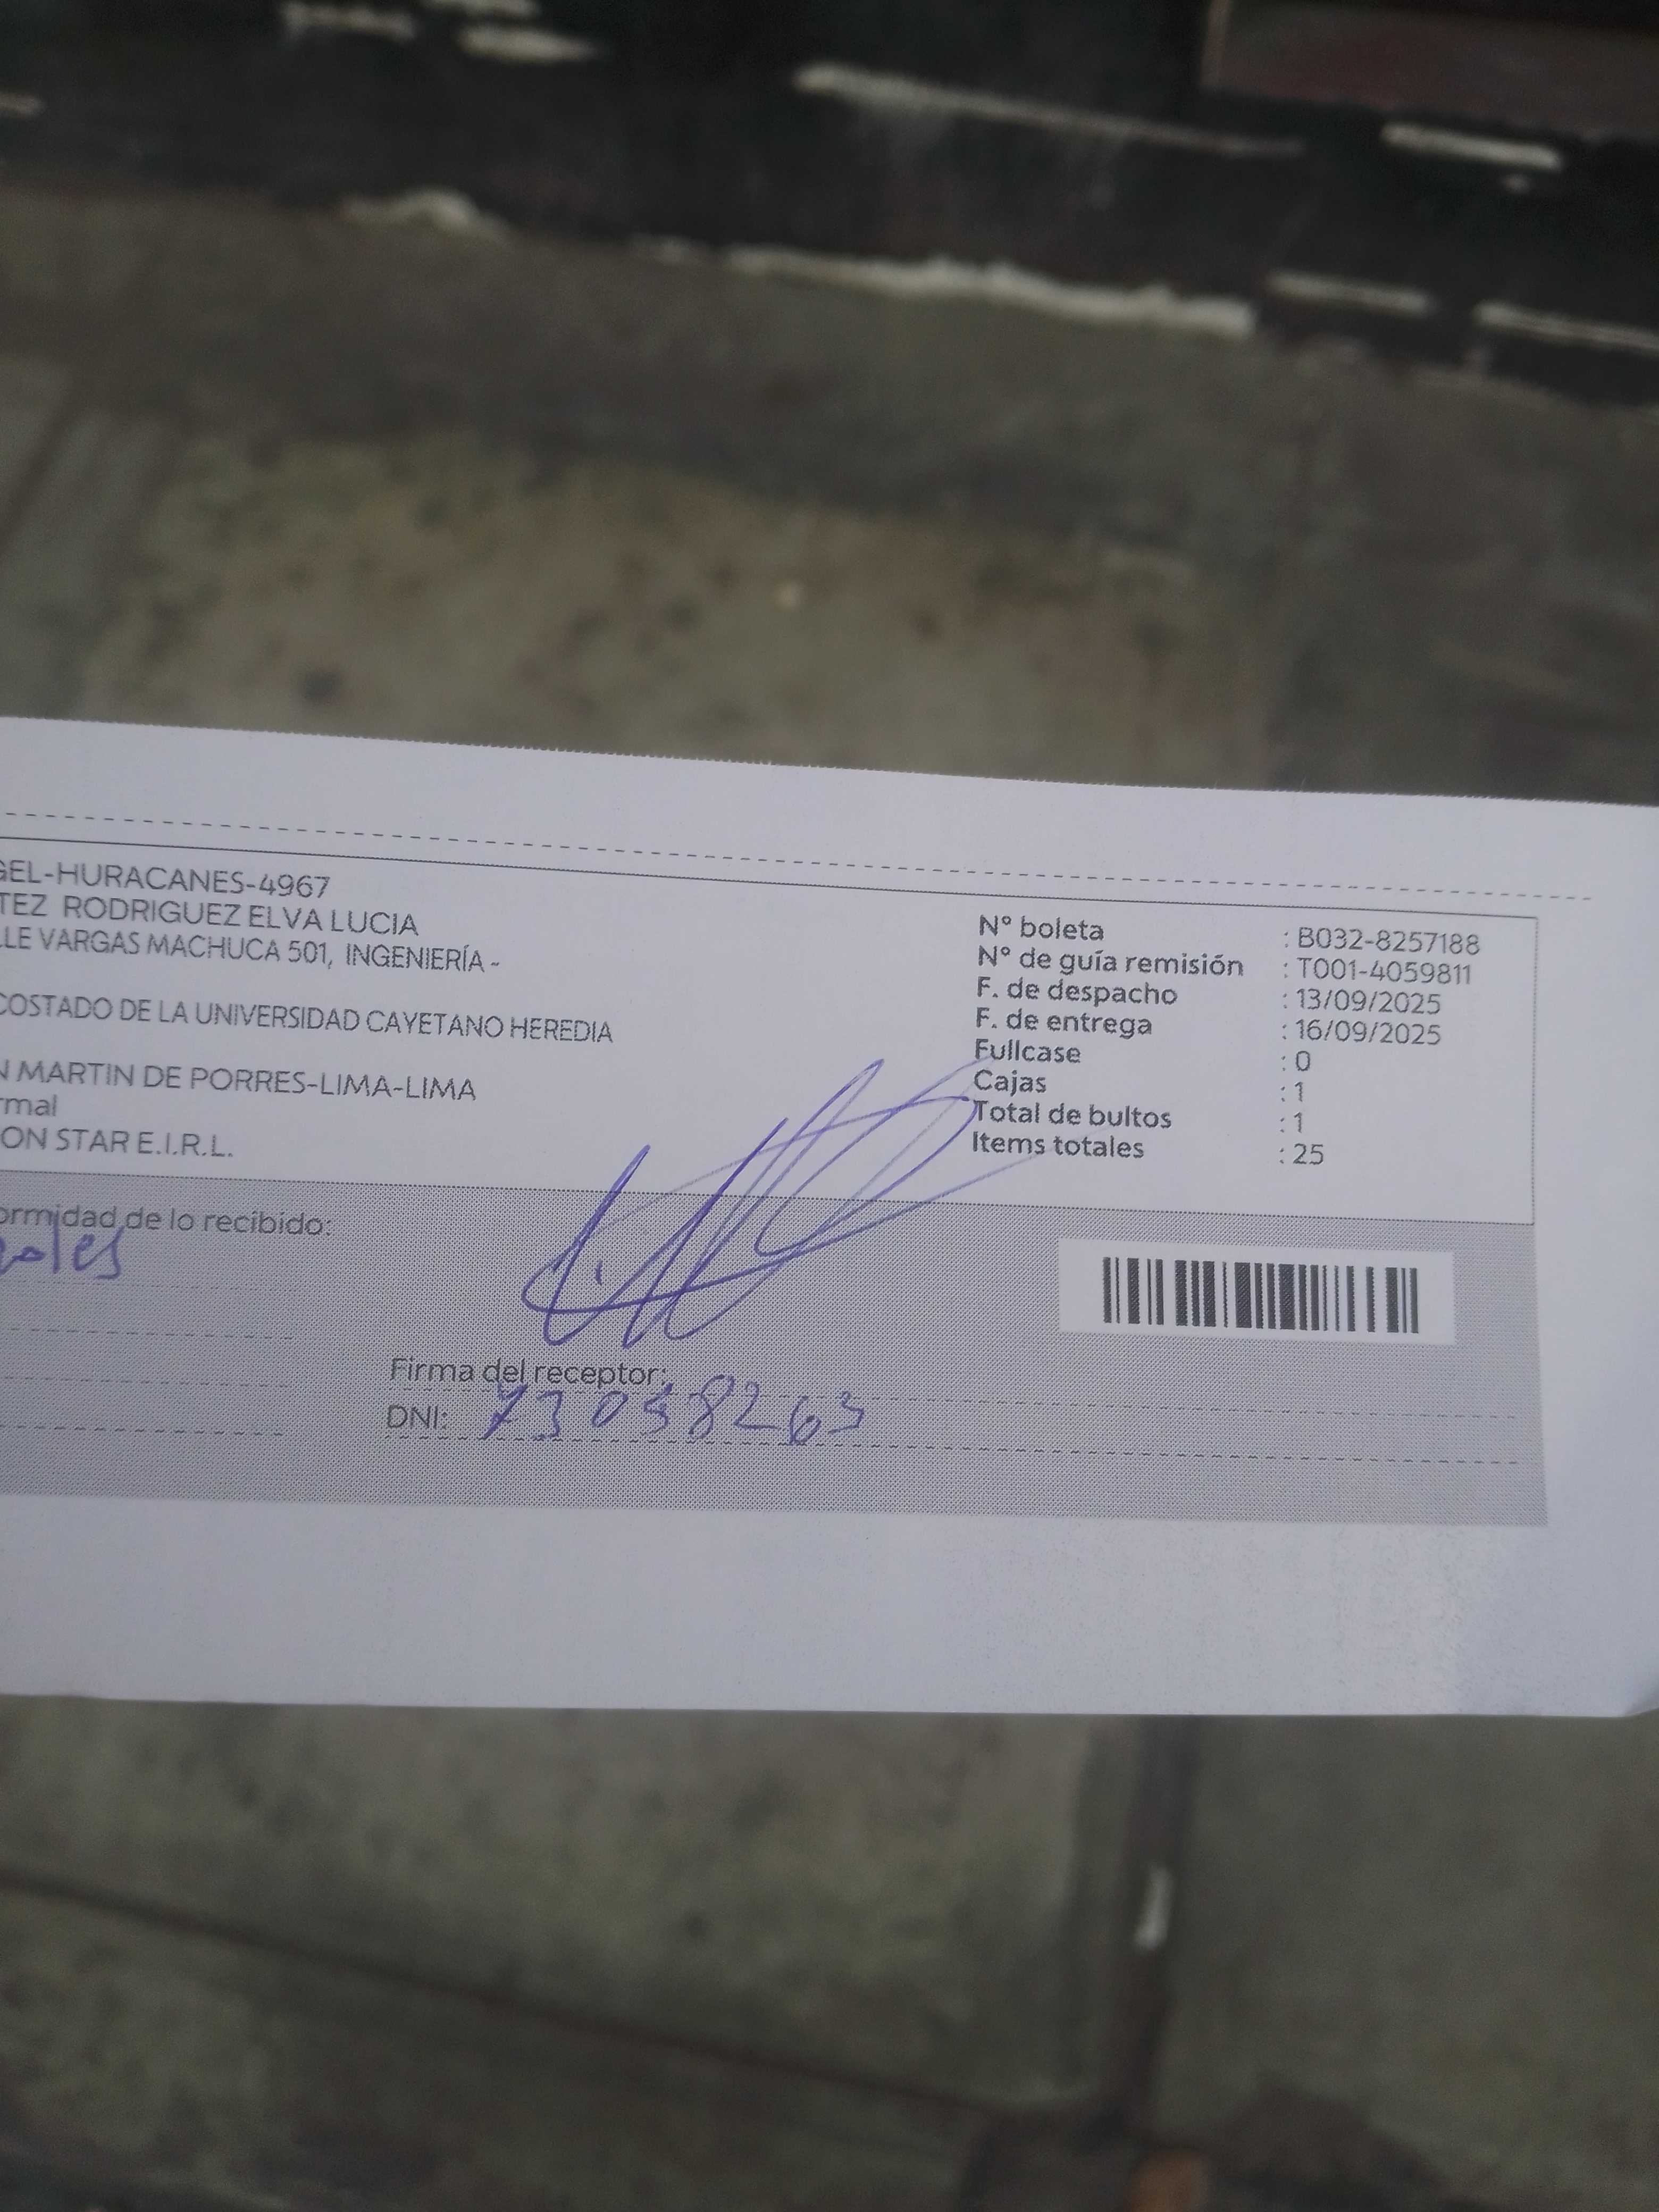 GEL-HURACANES-4967
TEZ RODRIGUEZ ELVA LUCIA
LLE VARGAS MACHUCA 501, INGENIERÍA -
COSTADO DE LA UNIVERSIDAD CAYETANO HEREDIA
N MARTIN DE PORRES-LIMA-LIMA
rmal
ON STAR E.I.R.L.
Nº boleta : B032-8257188
Nº de guía remisión : T001-4059811
F. de despacho : 13/09/2025
F. de entrega : 16/09/2025
Fullcase : 0
Cajas : 1
Total de bultos : 1
Items totales : 25
ormidad de lo recibido:
Firma del receptor:
DNI: 73058263